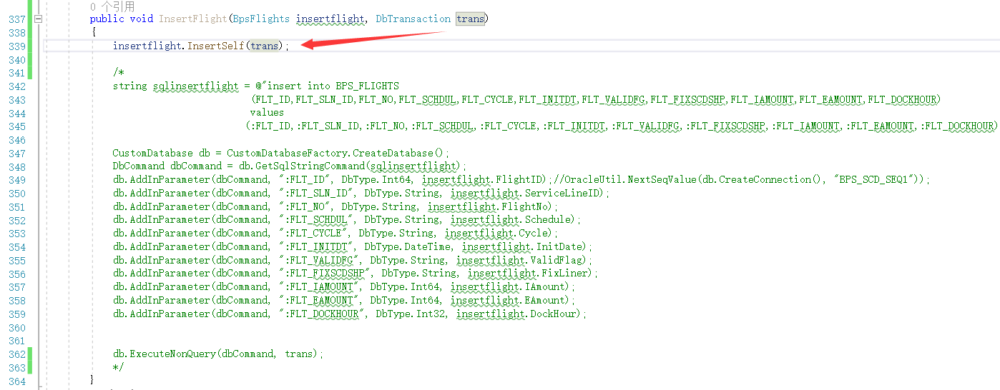 0 个引用
337 public void InsertFlight(BpsFlights insertflight, DbTransaction trans)
338 {
339 insertflight.InsertSelf(trans);
340
341 /*
342 string sqlinsertflight = @"insert into BPS_FLIGHTS
343 (FLT_ID,FLT_SLN_ID,FLT_NO,FLT_SCHDUL,FLT_CYCLE,FLT_INITDT,FLT_VALIDFG,FLT_FIXSCDSHP,FLT_IAMOUNT,FLT_EAMOUNT,FLT_DOCKHOUR)
344 values
345 (:FLT_ID,:FLT_SLN_ID,:FLT_NO,:FLT_SCHDUL,:FLT_CYCLE,:FLT_INITDT,:FLT_VALIDFG,:FLT_FIXSCDSHP,:FLT_IAMOUNT,:FLT_EAMOUNT,:FLT_DOCKHOUR)
346
347 CustomDatabase db = CustomDatabaseFactory.CreateDatabase();
348 DbCommand dbCommand = db.GetSqlStringCommand(sqlinsertflight);
349 db.AddInParameter(dbCommand, ":FLT_ID", DbType.Int64, insertflight.FlightID);//OracleUtil.NextSeqValue(db.CreateConnection(), "BPS_SCD_SEQ1"));
350 db.AddInParameter(dbCommand, ":FLT_SLN_ID", DbType.String, insertflight.ServiceLineID);
351 db.AddInParameter(dbCommand, ":FLT_NO", DbType.String, insertflight.FlightNo);
352 db.AddInParameter(dbCommand, ":FLT_SCHDUL", DbType.String, insertflight.Schedule);
353 db.AddInParameter(dbCommand, ":FLT_CYCLE", DbType.String, insertflight.Cycle);
354 db.AddInParameter(dbCommand, ":FLT_INITDT", DbType.DateTime, insertflight.InitDate);
355 db.AddInParameter(dbCommand, ":FLT_VALIDFG", DbType.String, insertflight.ValidFlag);
356 db.AddInParameter(dbCommand, ":FLT_FIXSCDSHP", DbType.String, insertflight.FixLiner);
357 db.AddInParameter(dbCommand, ":FLT_IAMOUNT", DbType.Int64, insertflight.IAmount);
358 db.AddInParameter(dbCommand, ":FLT_EAMOUNT", DbType.Int64, insertflight.EAmount);
359 db.AddInParameter(dbCommand, ":FLT_DOCKHOUR", DbType.Int32, insertflight.DockHour);
360
361
362 db.ExecuteNonQuery(dbCommand, trans);
363 */
364 }